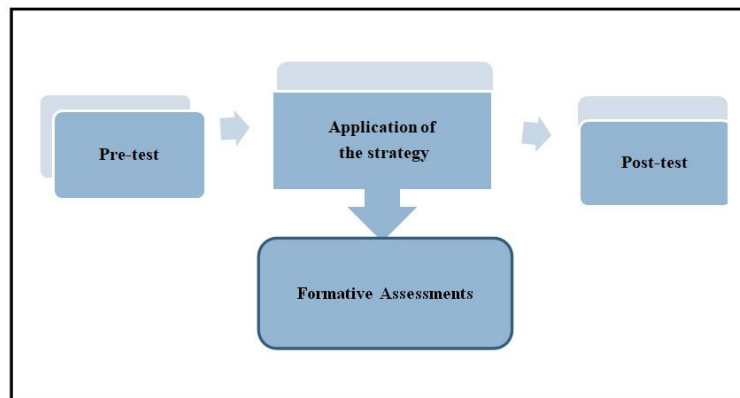 Pre-test
Application of
the strategy
Post-test
Formative Assessments